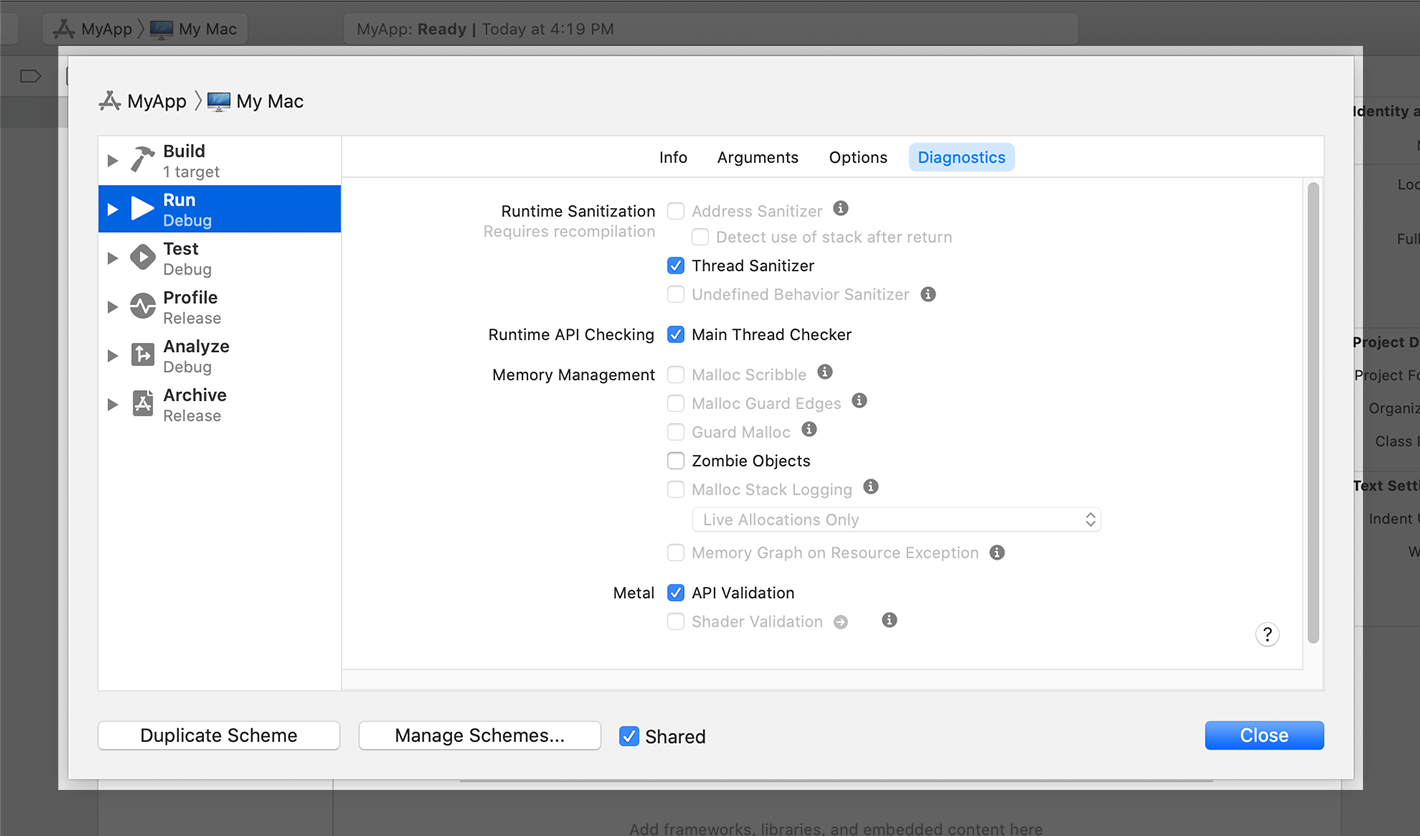 MyApp 〉 My Mac
MyApp: Ready | Today at 4:19 PM
MyApp 〉 My Mac
Build
1 target
Run
Debug
Test
Debug
Profile
Release
Analyze
Debug
Archive
Release
Info Arguments Options Diagnostics
Runtime Sanitization Address Sanitizer
Requires recompilation Detect use of stack after return
Thread Sanitizer
Undefined Behavior Sanitizer
Runtime API Checking Main Thread Checker
Memory Management Malloc Scribble
Malloc Guard Edges
Guard Malloc
Zombie Objects
Malloc Stack Logging
Live Allocations Only
Memory Graph on Resource Exception
Metal API Validation
Shader Validation
?
Duplicate Scheme Manage Schemes... Shared Close
Identity a
Loc
Full
Project D
Project Fo
Organiz
Class
Text Setti
Indent
W
Add frameworks, libraries, and embedded content here